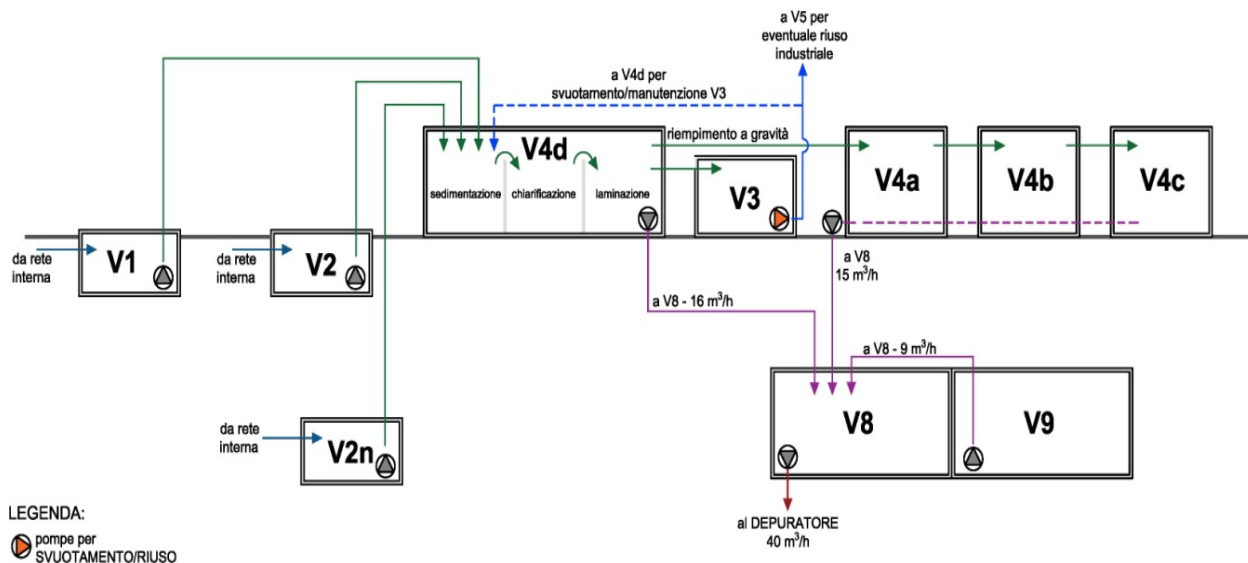 a V5 per
eventuale riuso
industriale
a V4d per
svuotamento/manutenzione V3
riempimento a gravità
V4d
sedimentazione
chiarificazione
laminazione
V3
V4a
V4b
V4c
da rete
interna
V1
da rete
interna
V2
a V8
15 m³/h
a V8 - 16 m³/h
a V8 - 9 m³/h
da rete
interna
V2n
V8
V9
al DEPURATORE
40 m³/h
LEGENDA:
pompe per
SVUOTAMENTO/RIUSO